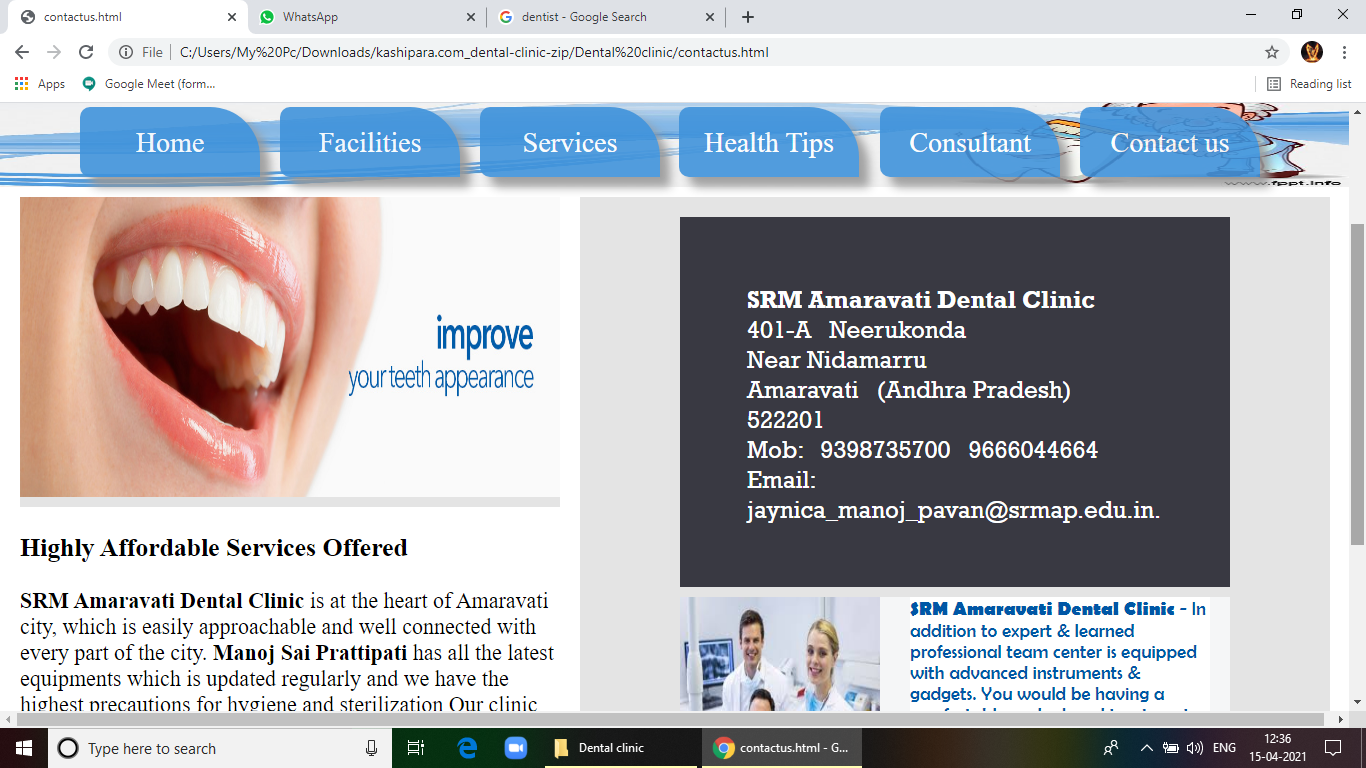 contactus.html
WhatsApp
dentist - Google Search
File
C:/Users/My%20Pc/Downloads/kashipara.com_dental-clinic-zip/Dental%20clinic/contactus.html
Apps
Google Meet (form...
Reading list
Home
Facilities
Services
Health Tips
Consultant
Contact us
www.fppt.info
improve
your teeth appearance
SRM Amaravati Dental Clinic
401-A Neerukonda
Near Nidamarru
Amaravati (Andhra Pradesh)
522201
Mob: 9398735700 9666044664
Email:
jaynica_manoj_pavan@srmap.edu.in.
Highly Affordable Services Offered
SRM Amaravati Dental Clinic is at the heart of Amaravati
city, which is easily approachable and well connected with
every part of the city. Manoj Sai Prattipati has all the latest
equipments which is updated regularly and we have the
highest precautions for hygiene and sterilization Our clinic
SRM Amaravati Dental Clinic - In
addition to expert & learned
professional team center is equipped
with advanced instruments &
gadgets. You would be having a
Type here to search
Dental clinic
contactus.html - G...
ENG
12:36
15-04-2021